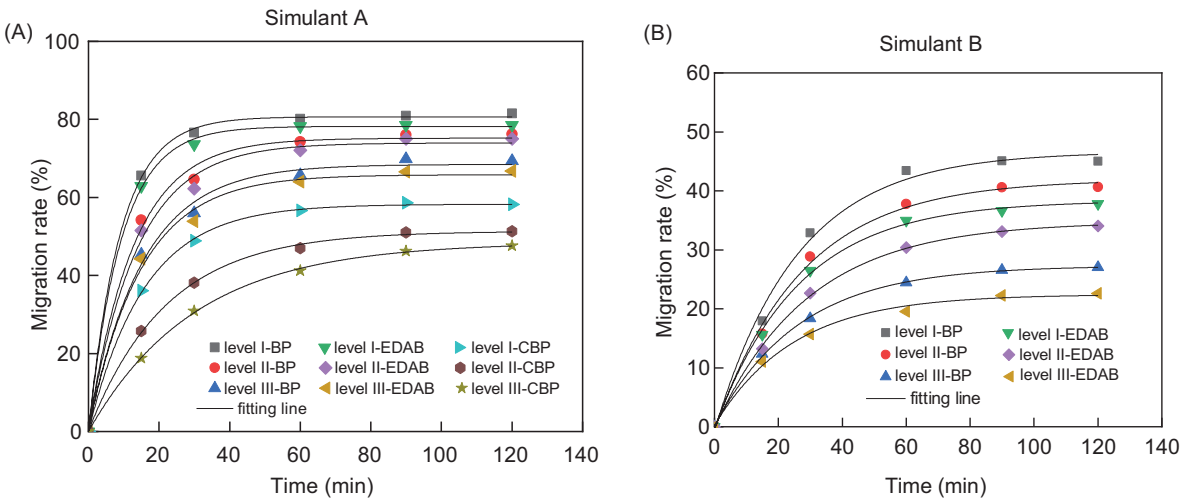 (A)
Simulant A
Migration rate (%)
100
80
60
40
20
0
level I-BP
level I-EDAB
level I-CBP
level II-BP
level II-EDAB
level II-CBP
level III-BP
level III-EDAB
level III-CBP
fitting line
0 20 40 60 80 100 120 140
Time (min)
(B)
Simulant B
Migration rate (%)
60
50
40
30
20
10
0
level I-BP
level I-EDAB
level II-BP
level II-EDAB
level III-BP
level III-EDAB
fitting line
0 20 40 60 80 100 120 140
Time (min)